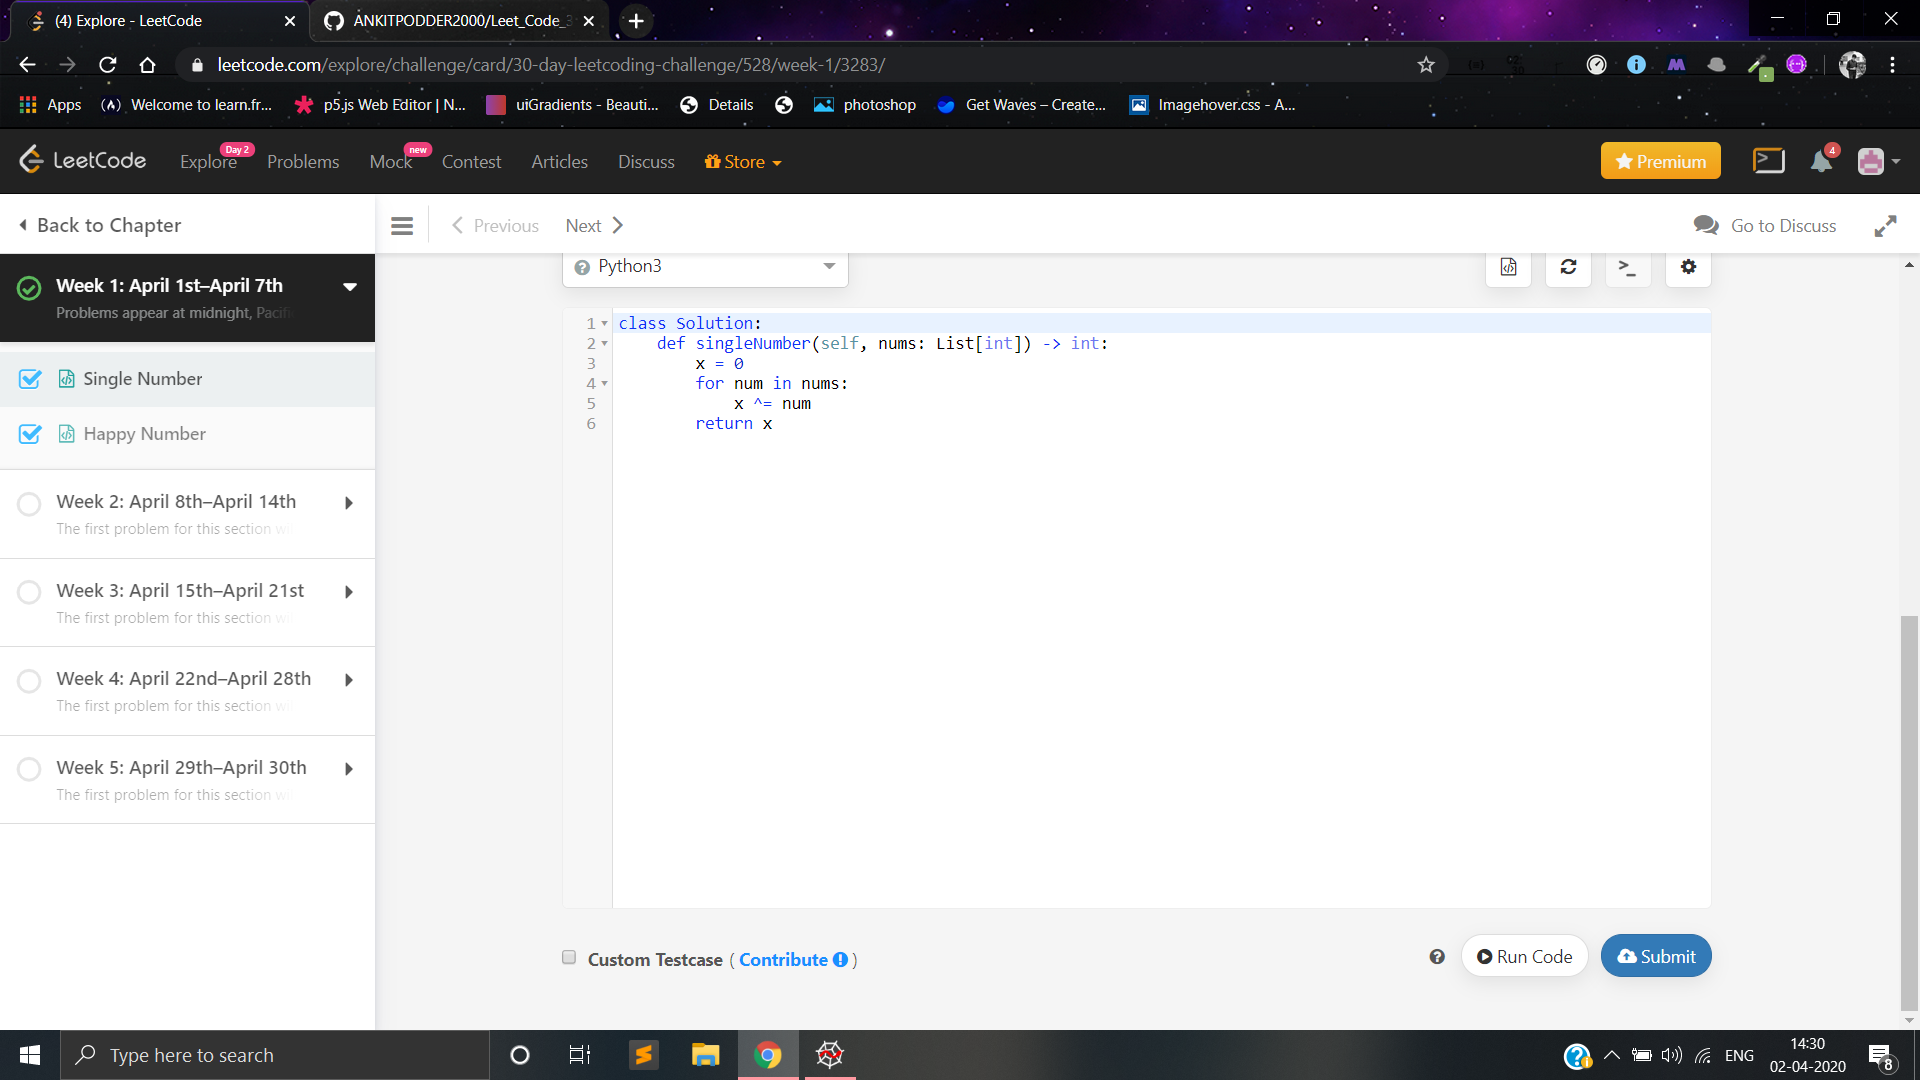 (4) Explore - LeetCode
ANKITPODDER2000/Leet_Code_3
leetcode.com/explore/challenge/card/30-day-leetcoding-challenge/528/week-1/3283/
Apps
Welcome to learn.fr...
p5.js Web Editor | N...
uiGradients - Beauti...
Details
photoshop
Get Waves – Create...
Imagehover.css - A...
LeetCode
Explore
Day 2
Problems
Mock
new
Contest
Articles
Discuss
Store
Premium
4
Back to Chapter
Previous
Next
Go to Discuss
Week 1: April 1st–April 7th
Problems appear at midnight, Pacifi
Single Number
Happy Number
Week 2: April 8th–April 14th
The first problem for this section wi
Week 3: April 15th–April 21st
The first problem for this section wi
Week 4: April 22nd–April 28th
The first problem for this section wi
Week 5: April 29th–April 30th
The first problem for this section wi
Python3
1 class Solution:
2     def singleNumber(self, nums: List[int]) -> int:
3         x = 0
4         for num in nums:
5             x ^= num
6         return x
Custom Testcase ( Contribute )
Run Code
Submit
Type here to search
ENG
14:30
02-04-2020
8